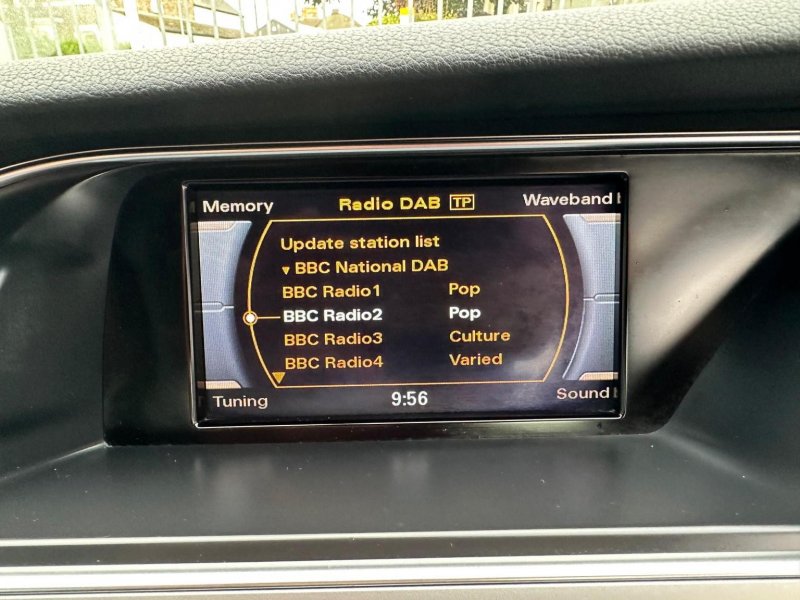 Memory Radio DAB TP Waveband
Update station list
BBC National DAB
BBC Radio1 Pop
BBC Radio2 Pop
BBC Radio3 Culture
BBC Radio4 Varied
Tuning 9:56 Sound